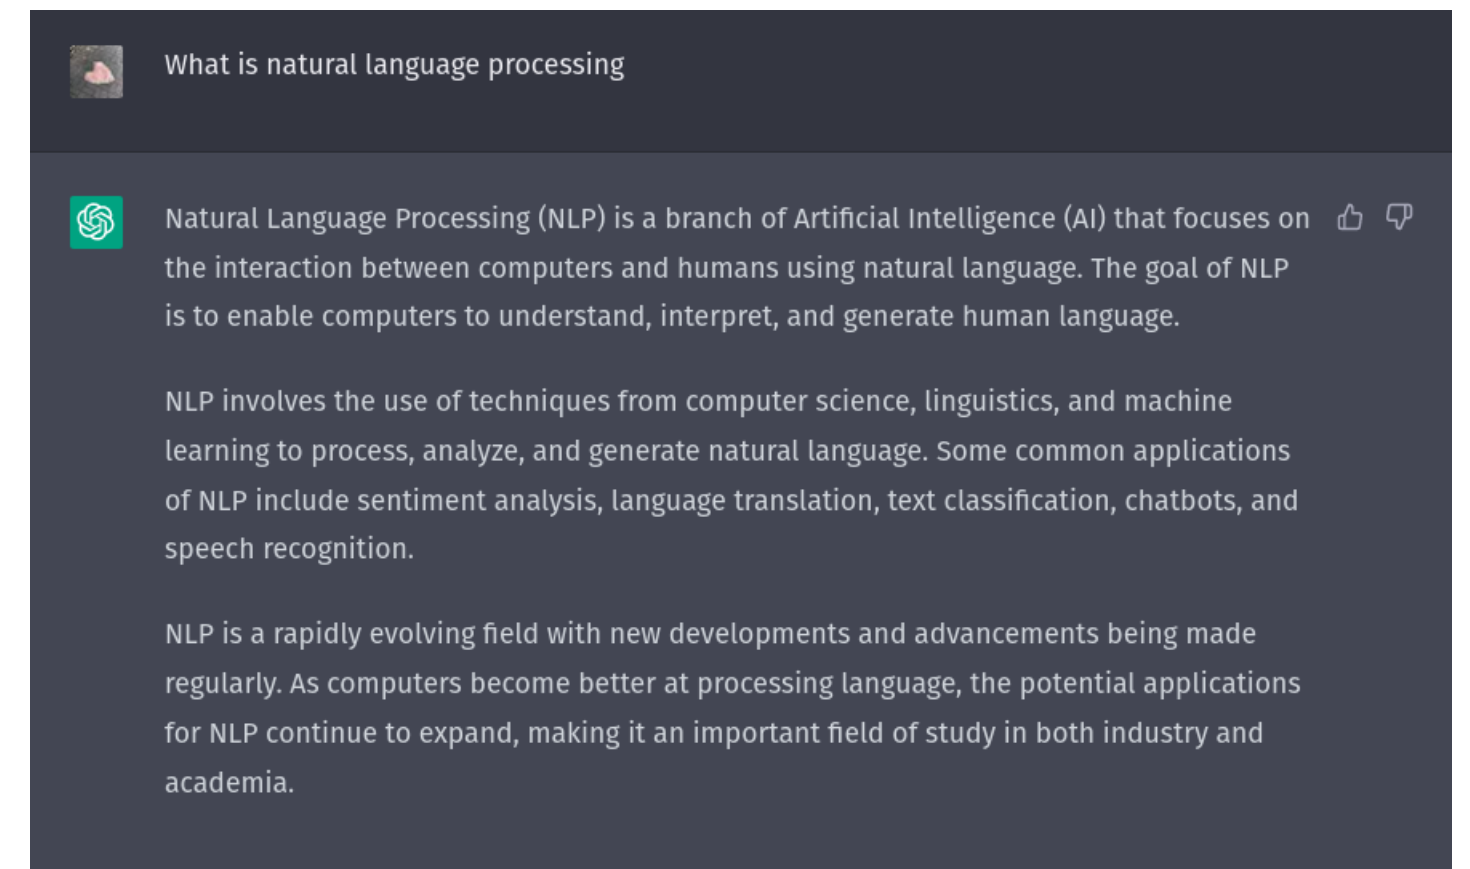 What is natural language processing
Natural Language Processing (NLP) is a branch of Artificial Intelligence (AI) that focuses on
the interaction between computers and humans using natural language. The goal of NLP
is to enable computers to understand, interpret, and generate human language.
NLP involves the use of techniques from computer science, linguistics, and machine
learning to process, analyze, and generate natural language. Some common applications
of NLP include sentiment analysis, language translation, text classification, chatbots, and
speech recognition.
NLP is a rapidly evolving field with new developments and advancements being made
regularly. As computers become better at processing language, the potential applications
for NLP continue to expand, making it an important field of study in both industry and
academia.